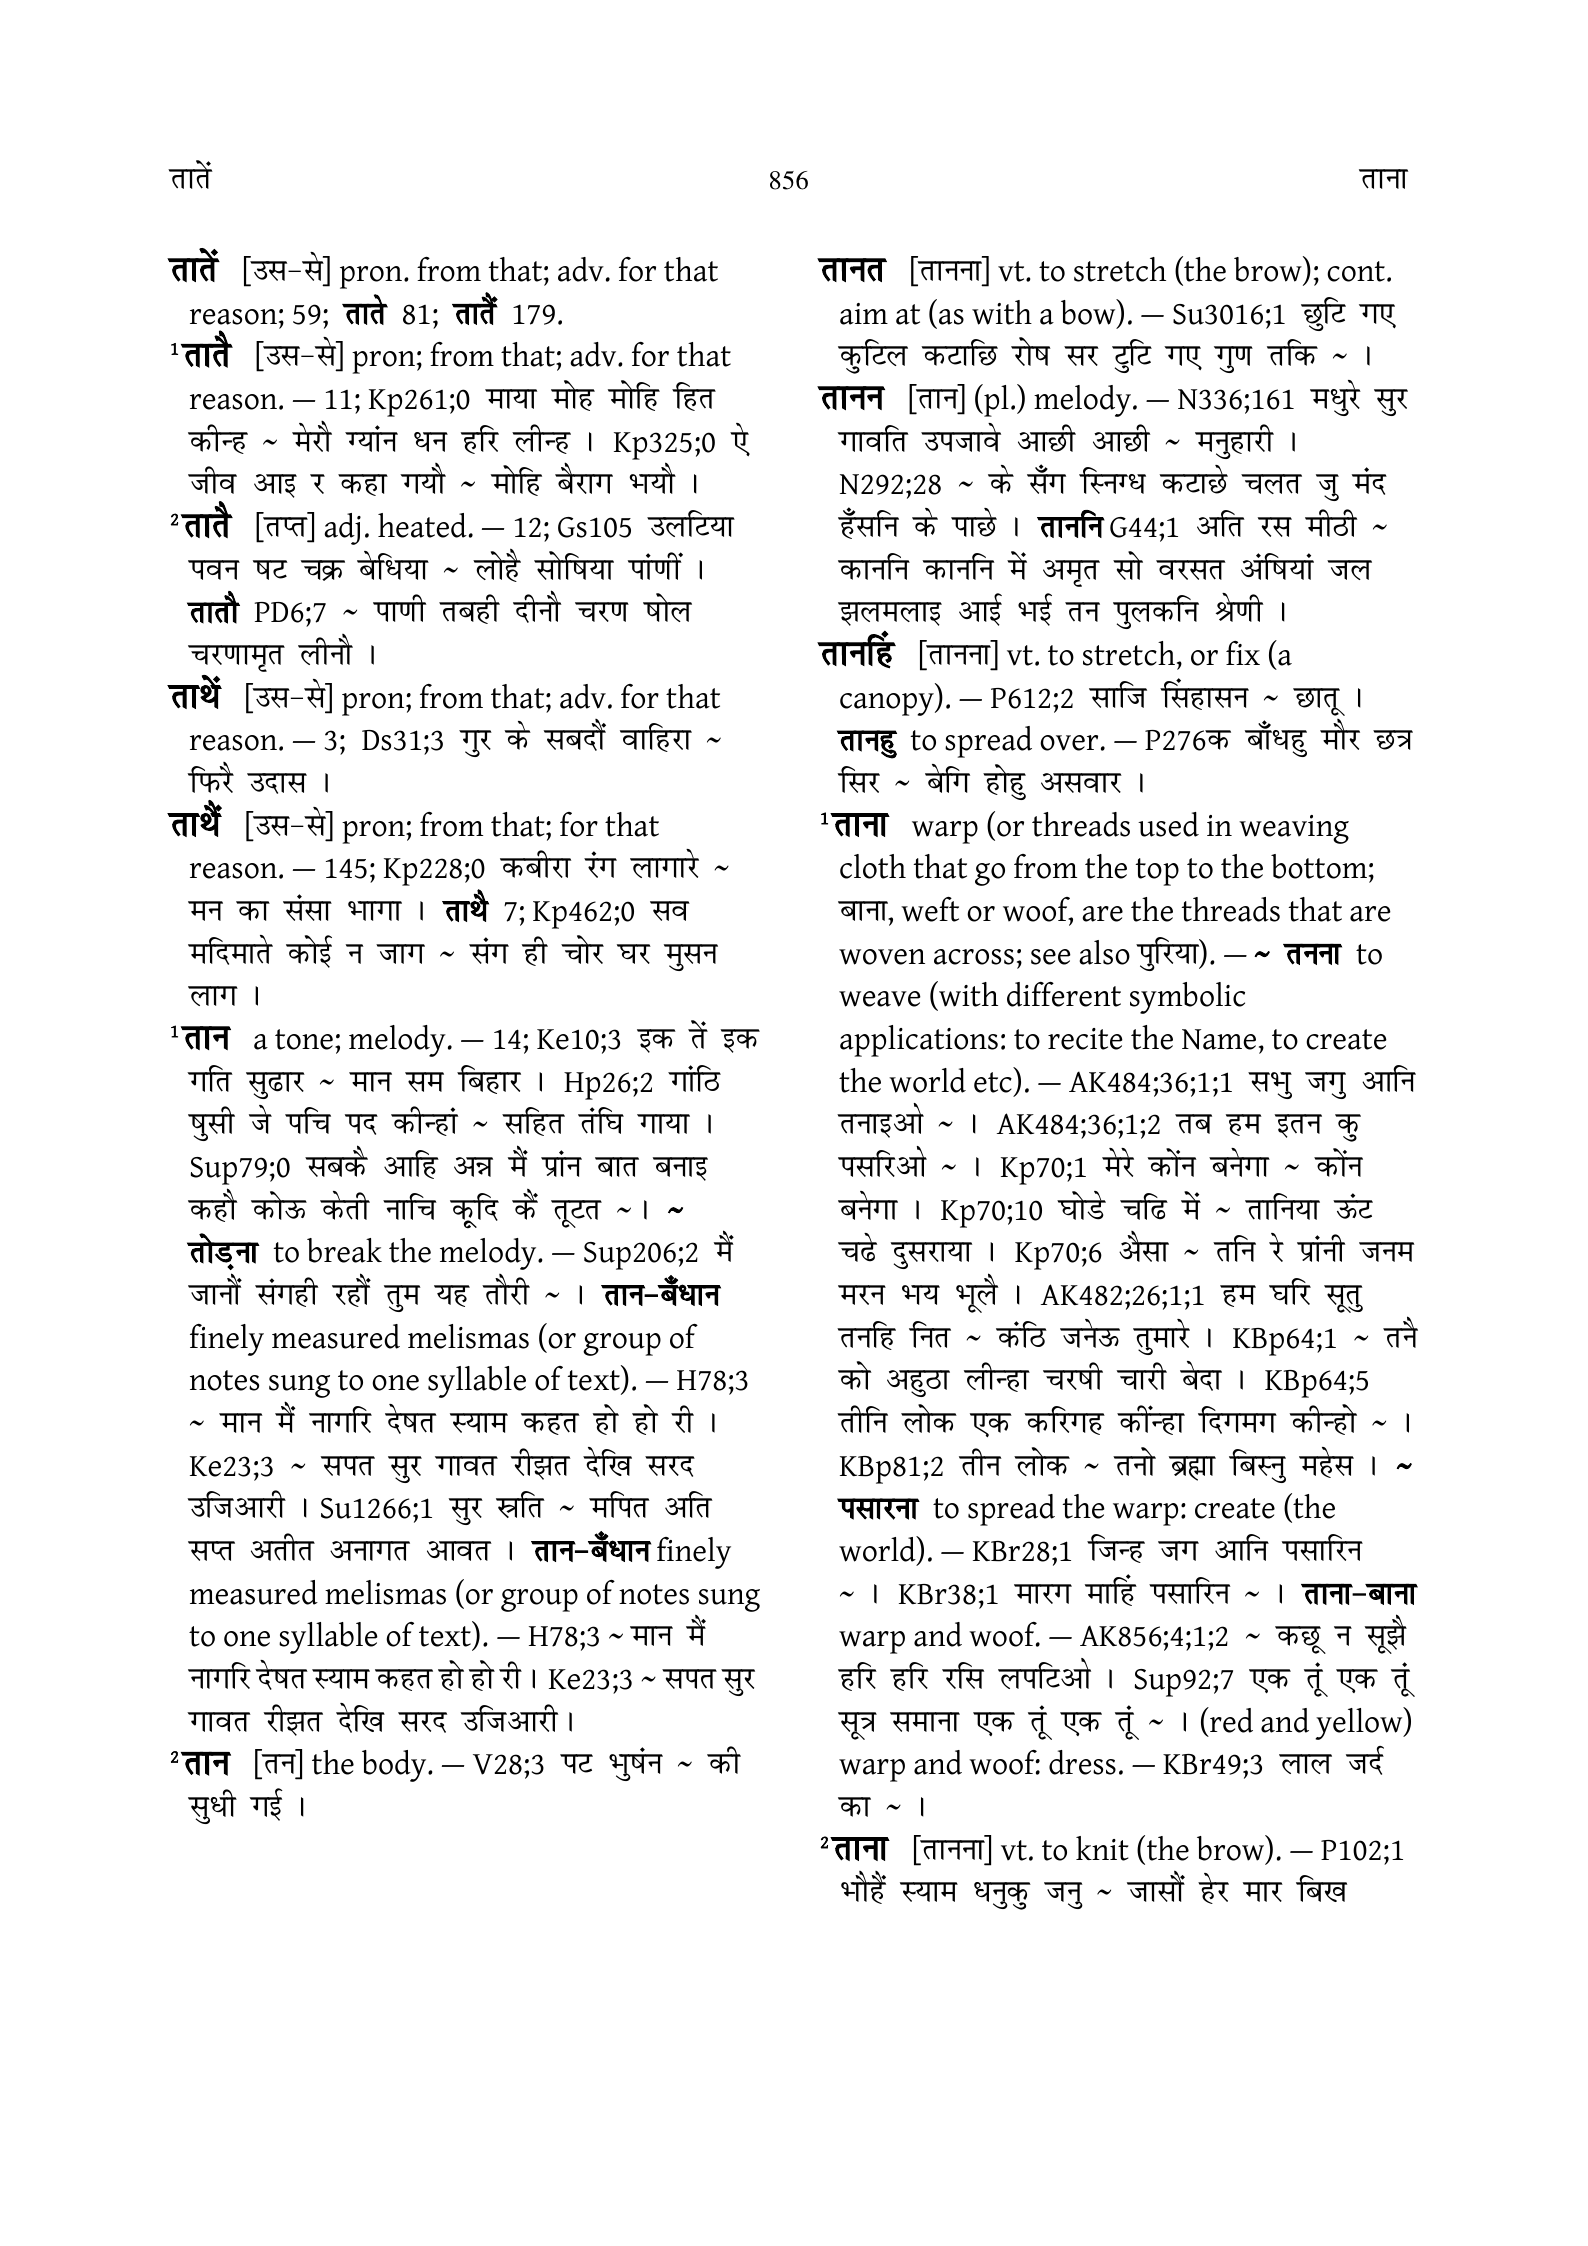 तातें 856 ताना
तातें [उस-से] pron. from that; adv. for that
reason; 59; ताते 81; तातैं 179.
¹तातै [उस-से] pron; from that; adv. for that
reason. — 11; Kp261;0 माया मोह मोहि हित
कीन्ह ~ मेरौ ग्यांन धन हरि लीन्ह । Kp325;0 ऐ
जीव आइ र कहा गयौ ~ मोहि बैराग भयौ ।
²तातै [तप्त] adj. heated. — 12; Gs105 उलटिया
पवन षट चक्र बेधिया ~ लोहै सोषिया पांणीं ।
तातौ PD6;7 ~ पाणी तबही दीनौ चरण षोल
चरणामृत लीनौ ।
ताथें [उस-से] pron; from that; adv. for that
reason. — 3; Ds31;3 गुर के सबदौं वाहिरा ~
फिरै उदास ।
ताथैं [उस-से] pron; from that; for that
reason. — 145; Kp228;0 कबीरा रंग लागारे ~
मन का संसा भागा । ताथै 7; Kp462;0 सव
मदिमाते कोई न जाग ~ संग ही चोर घर मुसन
लाग ।
¹तान a tone; melody. — 14; Ke10;3 इक तें इक
गति सुढार ~ मान सम बिहार । Hp26;2 गांठि
षुसी जे पचि पद कीन्हां ~ सहित तंघि गाया ।
Sup79;0 सबकै आहि अन्न मैं प्रांन बात बनाइ
कहौ कोऊ केती नाचि कूदि कैं तूटत ~ । ~
तोड़ना to break the melody. — Sup206;2 मैं
जानौं संगही रहौं तुम यह तौरी ~ । तान-बँधान
finely measured melismas (or group of
notes sung to one syllable of text). — H78;3
~ मान मैं नागरि देषत स्याम कहत हो हो री ।
Ke23;3 ~ सपत सुर गावत रीझत देखि सरद
उजिआरी । Su1266;1 सुर स्रति ~ मपित अति
सप्त अतीत अनागत आवत । तान-बँधान finely
measured melismas (or group of notes sung
to one syllable of text). — H78;3 ~ मान मैं
नागरि देषत स्याम कहत हो हो री । Ke23;3 ~ सपत सुर
गावत रीझत देखि सरद उजिआरी ।
²तान [तन] the body. — V28;3 पट भुषंन ~ की
सुधी गई ।
तानत [तानना] vt. to stretch (the brow); cont.
aim at (as with a bow). — Su3016;1 छुटि गए
कुटिल कटाछि रोष सर टुटि गए गुण तकि ~ ।
तानन [तान] (pl.) melody. — N336;161 मधुरे सुर
गावति उपजावे आछी आछी ~ मनुहारी ।
N292;28 ~ के सँग स्निग्ध कटाछे चलत जु मंद
हँसनि के पाछे । ताननि G44;1 अति रस मीठी ~
काननि काननि में अमृत सो वरसत अंषियां जल
झलमलाइ आई भई तन पुलकनि श्रेणी ।
तानहिं [तानना] vt. to stretch, or fix (a
canopy). — P612;2 साजि सिंहासन ~ छातू ।
तानहु to spread over. — P276क बाँधहु मौर छत्र
सिर ~ बेगि होहु असवार ।
¹ताना warp (or threads used in weaving
cloth that go from the top to the bottom;
बाना, weft or woof, are the threads that are
woven across; see also पुरिया). — ~ तनना to
weave (with different symbolic
applications: to recite the Name, to create
the world etc). — AK484;36;1;1 सभु जगु आनि
तनाइओ ~ । AK484;36;1;2 तब हम इतन कु
पसरिओ ~ । Kp70;1 मेरे कोंन बनेगा ~ कोंन
बनेगा । Kp70;10 घोडे चढि में ~ तानिया ऊंट
चढे दुसराया । Kp70;6 ऐसा ~ तनि रे प्रांनी जनम
मरन भय भूलै । AK482;26;1;1 हम घरि सूतु
तनहि नित ~ कंठि जनेऊ तुमारे । KBp64;1 ~ तनै
को अहुठा लीन्हा चरषी चारी बेदा । KBp64;5
तीनि लोक एक करिगह कींन्हा दिगमग कीन्हो ~ ।
KBp81;2 तीन लोक ~ तनो ब्रह्मा बिस्नु महेस । ~
पसारना to spread the warp: create (the
world). — KBr28;1 जिन्ह जग आनि पसारिन
~ । KBr38;1 मारग माहिं पसारिन ~ । ताना-बाना
warp and woof. — AK856;4;1;2 ~ कछू न सूझै
हरि हरि रसि लपटिओ । Sup92;7 एक तूं एक तूं
सूत्र समाना एक तूं एक तूं ~ । (red and yellow)
warp and woof: dress. — KBr49;3 लाल जर्द
का ~ ।
²ताना [तानना] vt. to knit (the brow). — P102;1
भौहैं स्याम धनुकु जनु ~ जासौं हेर मार बिख